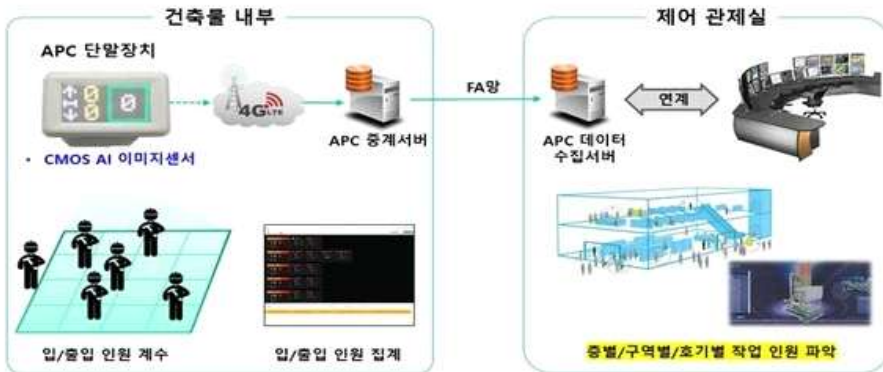 건축물 내부
APC 단말장치
0
0
0
4G LTE
• CMOS AI 이미지센서
APC 중계서버
FA망
입/출입 인원 계수
입/출입 인원 집계
제어 관제실
APC 데이터
수집서버
연계
층별/구역별/호기별 작업 인원 파악